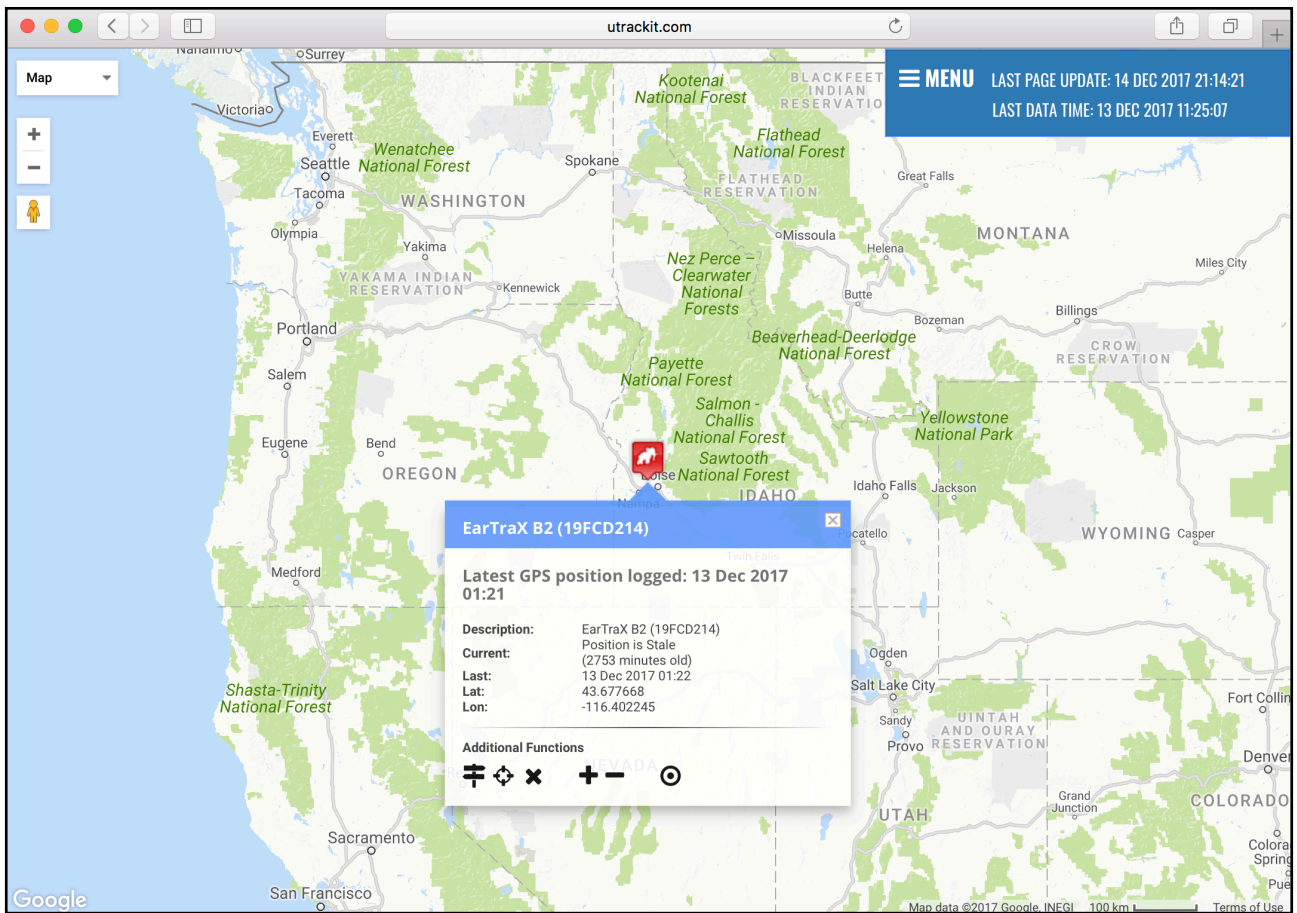 utrackit.com
Map
MENU
LAST PAGE UPDATE: 14 DEC 2017 21:14:21
LAST DATA TIME: 13 DEC 2017 11:25:07
Nanaimo
Surrey
Victoria
Kootenai
National Forest
BLACKFEET
INDIAN
RESERVATIO
Everett
Wenatchee
National Forest
Seattle
Tacoma
WASHINGTON
Spokane
Flathead
National Forest
FLATHEAD
RESERVATION
Great Falls
Olympia
Yakima
YAKAMA INDIAN
RESERVATION
Kennewick
Missoula
Helena
MONTANA
Miles City
Nez Perce –
Clearwater
National
Forests
Butte
Bozeman
Billings
CROW
RESERVATION
Portland
Salem
Beaverhead-Deerlodge
National Forest
Payette
National Forest
Salmon -
Challis
National Forest
Yellowstone
National Park
Eugene
Bend
OREGON
Sawtooth
National Forest
Boise
Nampa
IDAHO
Idaho Falls
Jackson
WYOMING
Casper
EarTraX B2 (19FCD214)
Pocatello
Twin Falls
Latest GPS position logged: 13 Dec 2017
01:21
Description: EarTraX B2 (19FCD214)
Current: Position is Stale
(2753 minutes old)
Last: 13 Dec 2017 01:22
Lat: 43.677668
Lon: -116.402245
Additional Functions
NEVADA
Re
Medford
Shasta-Trinity
National Forest
Ogden
Salt Lake City
Sandy
Provo
UINTAH
AND OURAY
RESERVATION
Fort Collin
Denver
Grand
Junction
COLORADO
UTAH
Colora
Spring
Pue
Sacramento
San Francisco
Google
Map data ©2017 Google, INEGI
100 km
Terms of Use